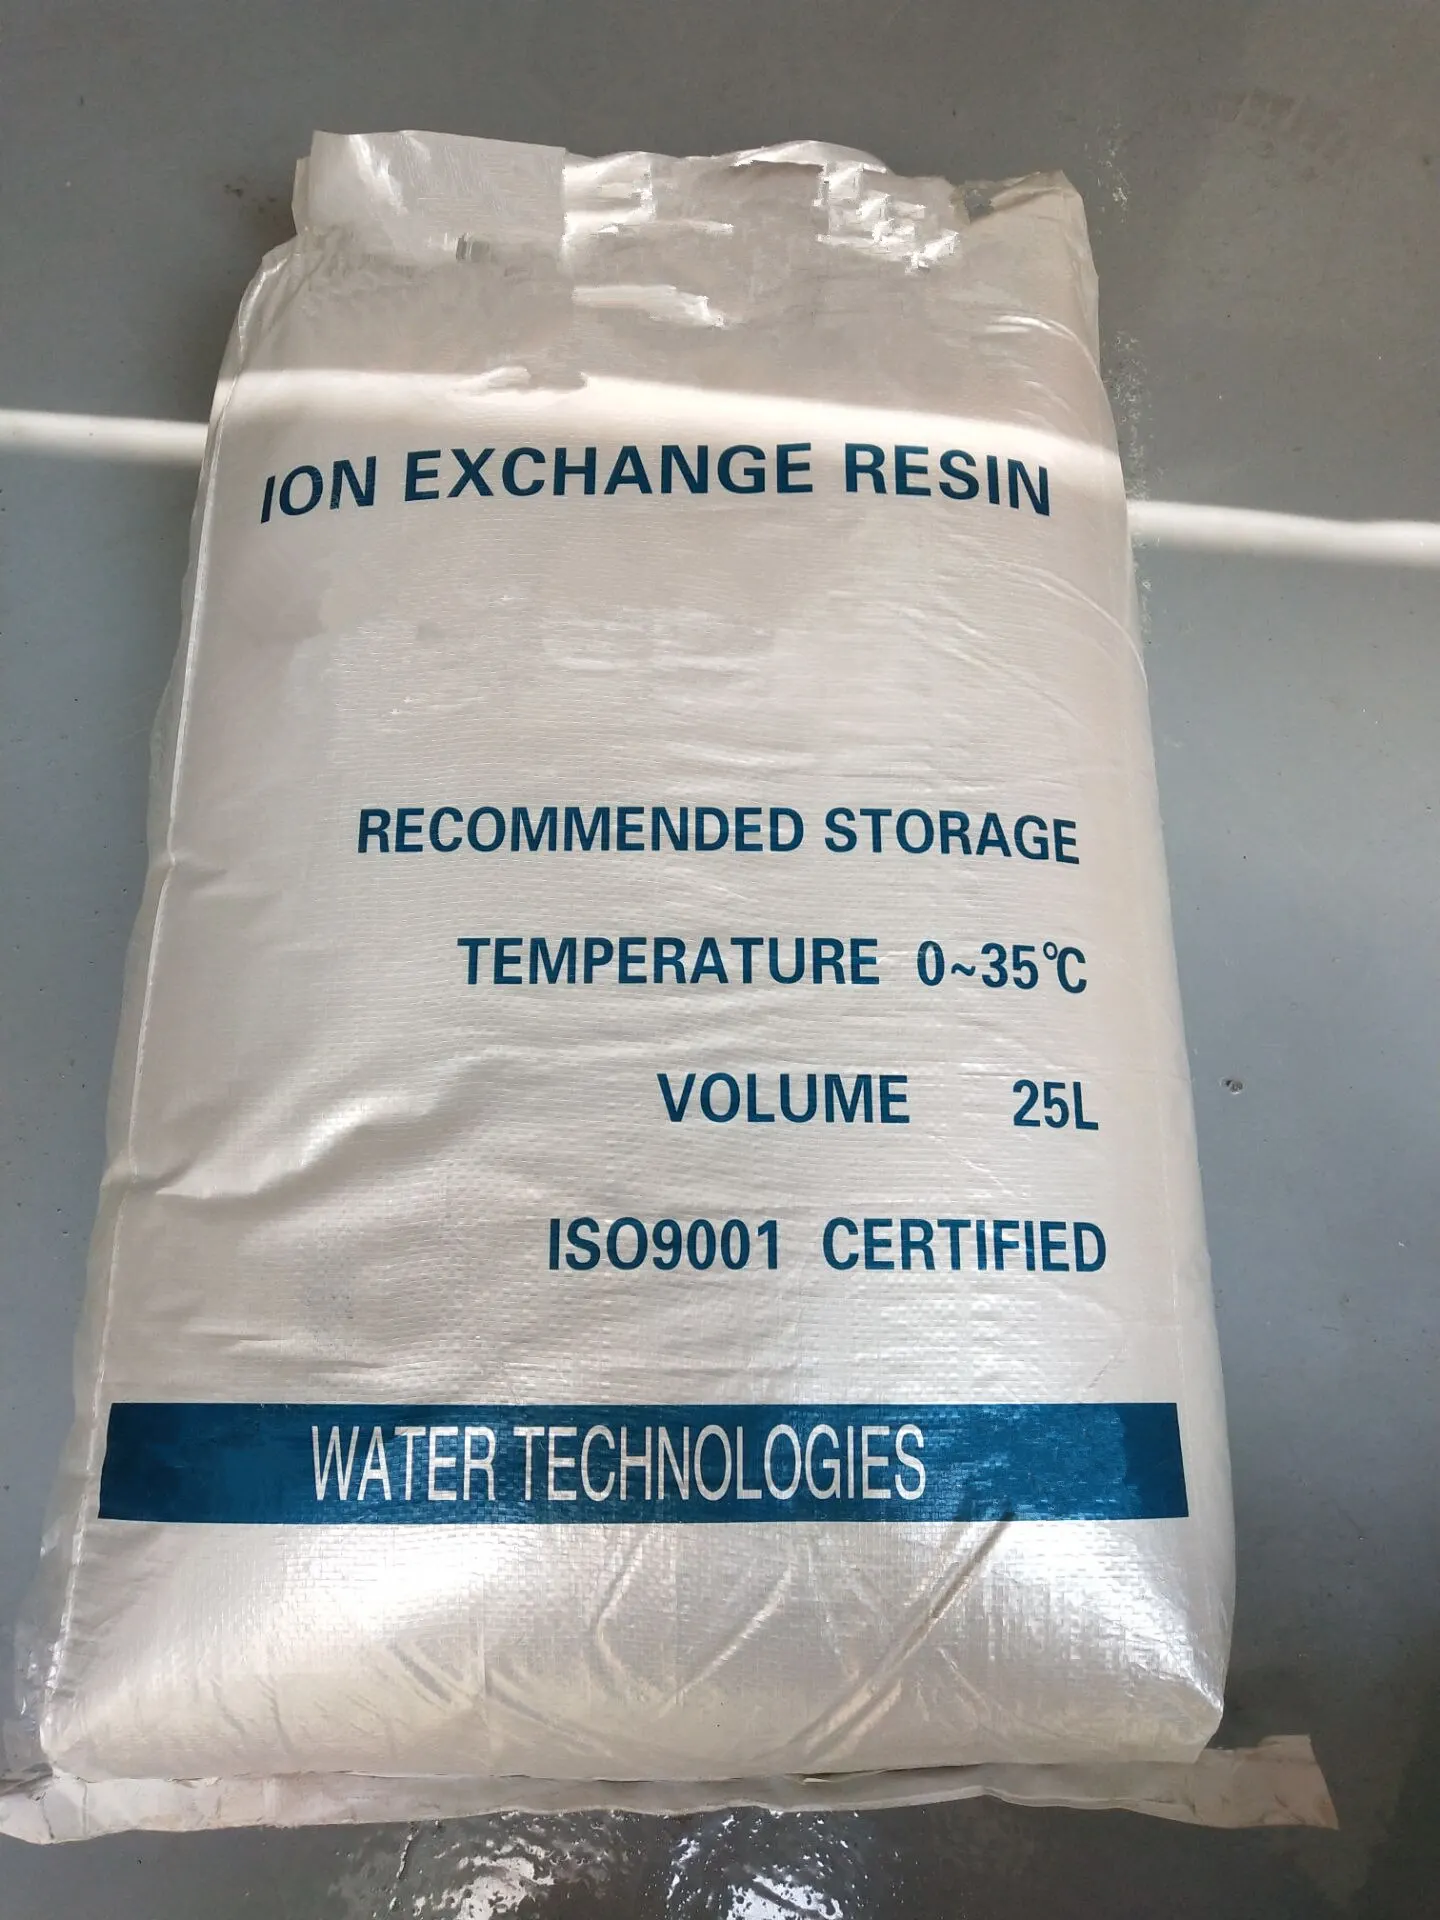 ION EXCHANGE RESIN
RECOMMENDED STORAGE
TEMPERATURE 0~35℃
VOLUME 25L
ISO9001 CERTIFIED
WATER TECHNOLOGIES